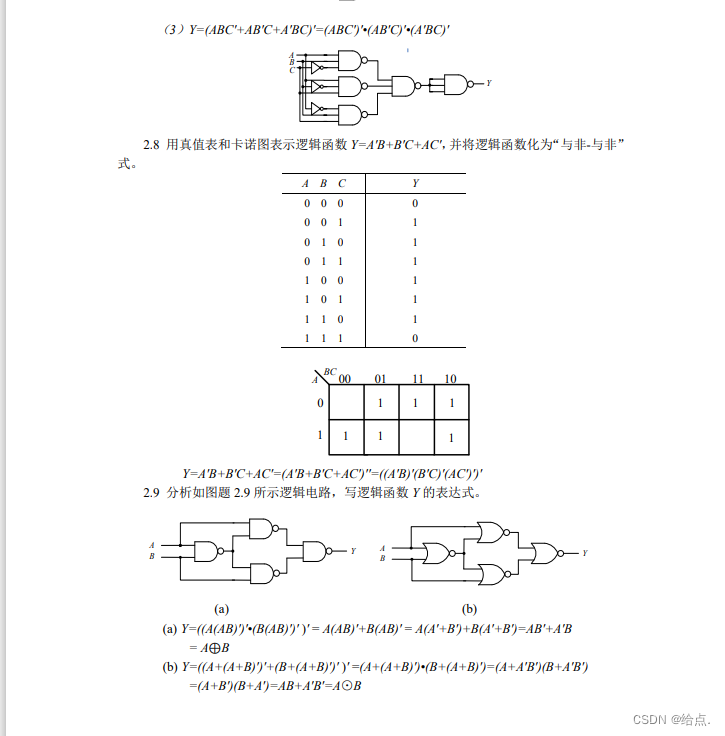 （3）Y=(ABC'+AB'C+A'BC)'=(ABC')'•(AB'C)'•(A'BC)'
A
B
C
Y
2.8 用真值表和卡诺图表示逻辑函数 Y=A'B+B'C+AC'，并将逻辑函数化为“与非-与非”
式。
A B C Y
0 0 0 0
0 0 1 1
0 1 0 1
0 1 1 1
1 0 0 1
1 0 1 1
1 1 0 1
1 1 1 0
BC
A 00 01 11 10
0 1 1 1
1 1 1 1
Y=A'B+B'C+AC'=(A'B+B'C+AC')''=((A'B)'(B'C)'(AC')')'
2.9 分析如图题 2.9 所示逻辑电路，写逻辑函数 Y 的表达式。
A
B
Y
A
B
Y
(a) (b)
(a) Y=((A(AB)')'•(B(AB)')' )' = A(AB)'+B(AB)' = A(A'+B')+B(A'+B')=AB'+A'B
= A⊕B
(b) Y=((A+(A+B)')'+(B+(A+B)')' )' =(A+(A+B)')•(B+(A+B)')=(A+A'B')(B+A'B')
=(A+B')(B+A')=AB+A'B'=A⊙B
CSDN @给点.